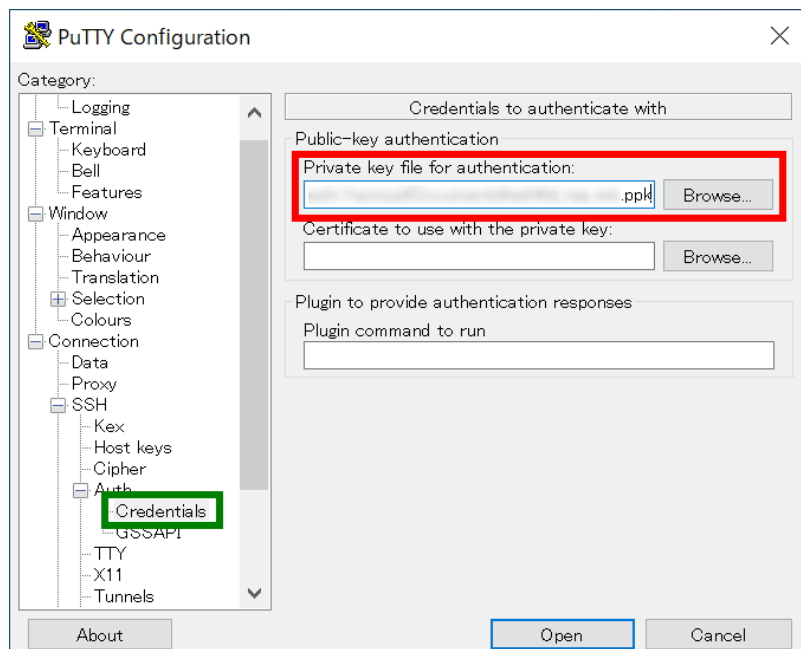 PuTTY Configuration
Category:
Logging
Terminal
Keyboard
Bell
Features
Window
Appearance
Behaviour
Translation
Selection
Colours
Connection
Data
Proxy
SSH
Kex
Host keys
Cipher
Auth
Credentials
GSSAPI
TTY
X11
Tunnels
Credentials to authenticate with
Public-key authentication
Private key file for authentication:
.ppk
Browse...
Certificate to use with the private key:
Browse...
Plugin to provide authentication responses
Plugin command to run
About
Open
Cancel